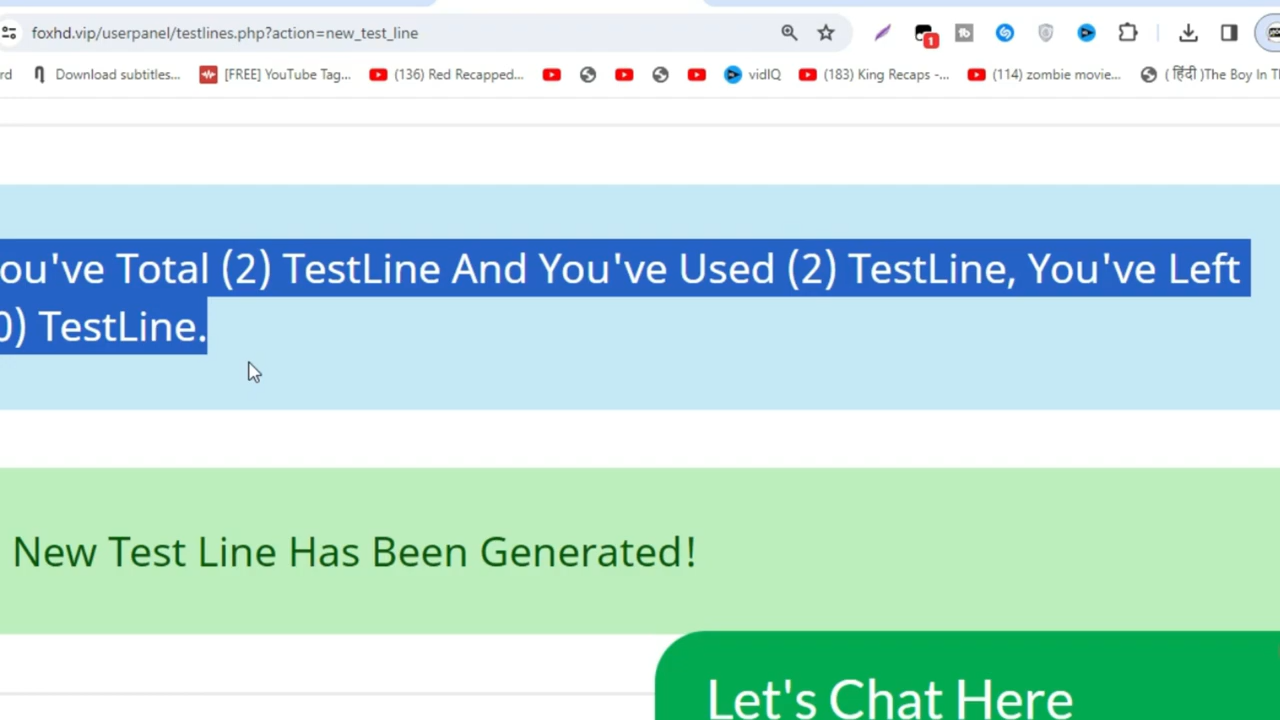 foxhd.vip/userpanel/testlines.php?action=new_test_line
1
rd Download subtitles... [FREE] YouTube Tag... (136) Red Recapped... vidIQ (183) King Recaps -... (114) zombie movie... ( हिंदी )The Boy In T
ou've Total (2) TestLine And You've Used (2) TestLine, You've Left
0) TestLine.
New Test Line Has Been Generated!
Let's Chat Here